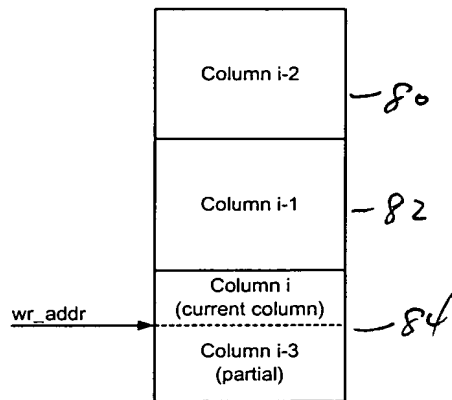 Column i-2
80
Column i-1
82
Column i
(current column)
wr_addr
84
Column i-3
(partial)